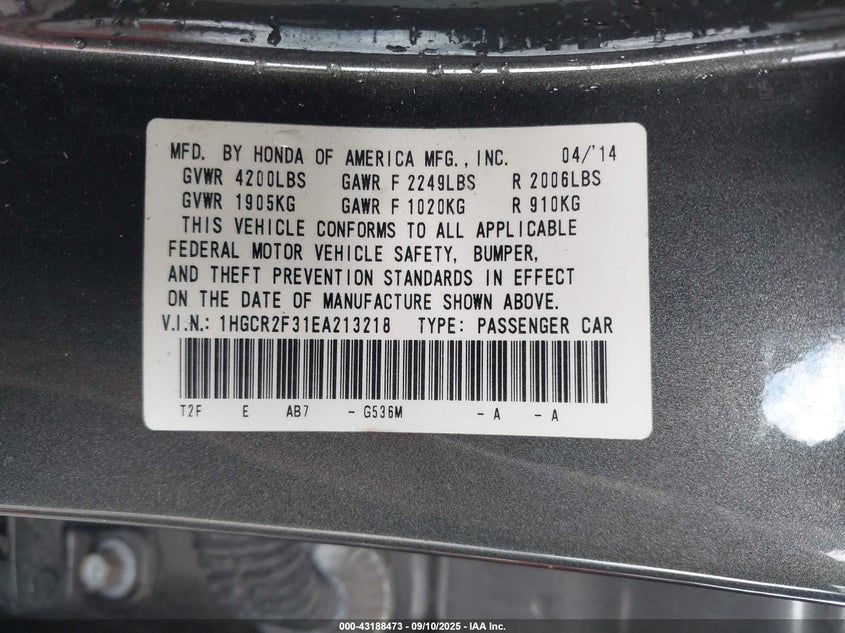 MFD. BY HONDA OF AMERICA MFG., INC. 04/'14
GVWR 4200LBS GAWR F 2249LBS R 2006LBS
GVWR 1905KG GAWR F 1020KG R 910KG
THIS VEHICLE CONFORMS TO ALL APPLICABLE
FEDERAL MOTOR VEHICLE SAFETY, BUMPER,
AND THEFT PREVENTION STANDARDS IN EFFECT
ON THE DATE OF MANUFACTURE SHOWN ABOVE.
V.I.N.: 1HGCR2F31EA213218 TYPE: PASSENGER CAR
T2F E AB7 - G536M - A - A
000-43188473 - 09/10/2025 - IAA Inc.